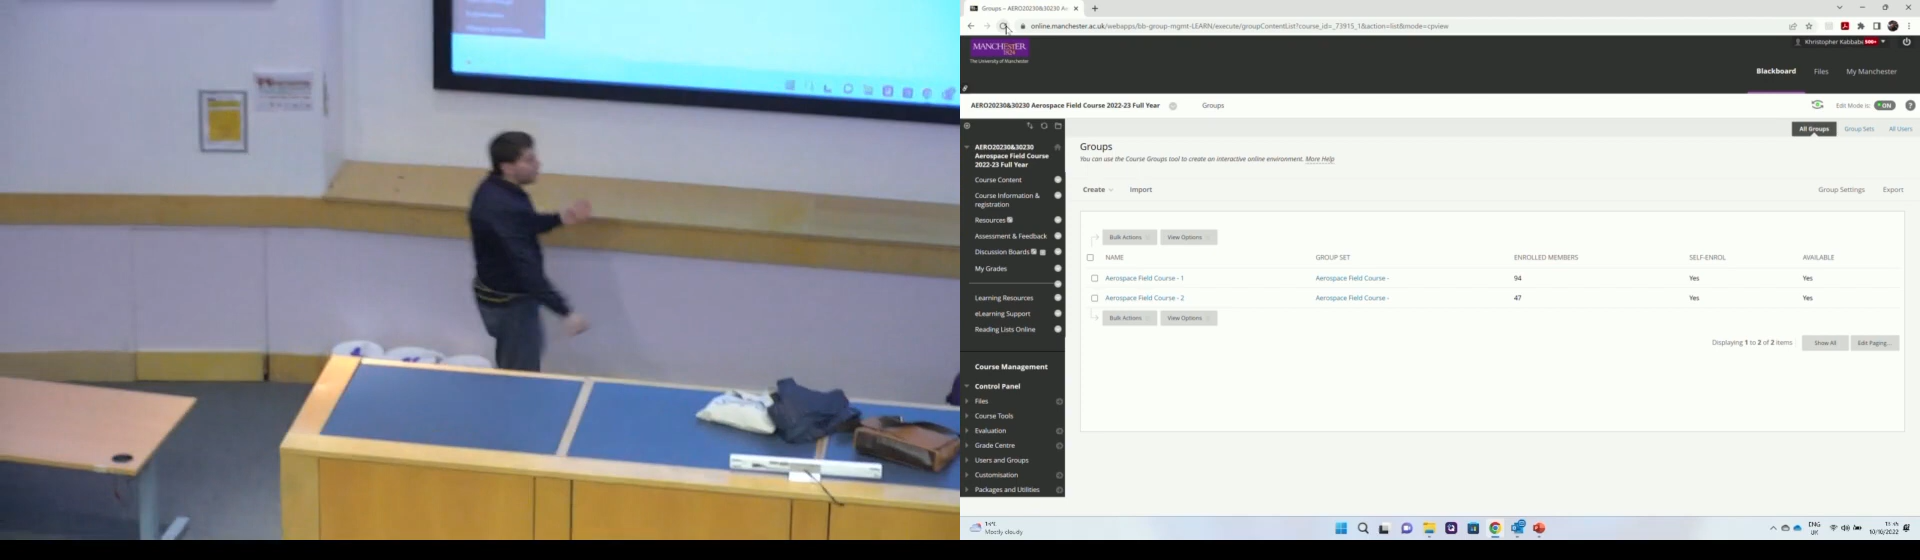 Groups – AERO20230&30230 Ae
online.manchester.ac.uk/webapps/bb-group-mgmt-LEARN/execute/groupContentList?course_id=_73915_1&action=list&mode=cpview
MANCHESTER
1824
The University of Manchester
Khristopher Kabbabe
Blackboard
Files
My Manchester
AERO20230&30230 Aerospace Field Course 2022-23 Full Year
Groups
Edit Mode is:
ON
?
All Groups
Group Sets
All Users
AERO20230&30230
Aerospace Field Course
2022-23 Full Year
Course Content
Course Information &
registration
Resources
Assessment & Feedback
Discussion Boards
My Grades
Learning Resources
eLearning Support
Reading Lists Online
Course Management
Control Panel
Files
Course Tools
Evaluation
Grade Centre
Users and Groups
Customisation
Packages and Utilities
Groups
You can use the Course Groups tool to create an interactive online environment. More Help
Create
Import
Group Settings
Export
Bulk Actions
View Options
NAME
GROUP SET
ENROLLED MEMBERS
SELF-ENROL
AVAILABLE
Aerospace Field Course - 1
Aerospace Field Course -
94
Yes
Yes
Aerospace Field Course - 2
Aerospace Field Course -
47
Yes
Yes
Bulk Actions
View Options
Displaying 1 to 2 of 2 items
Show All
Edit Paging...
Mostly cloudy
ENG
UK
10/10/2022